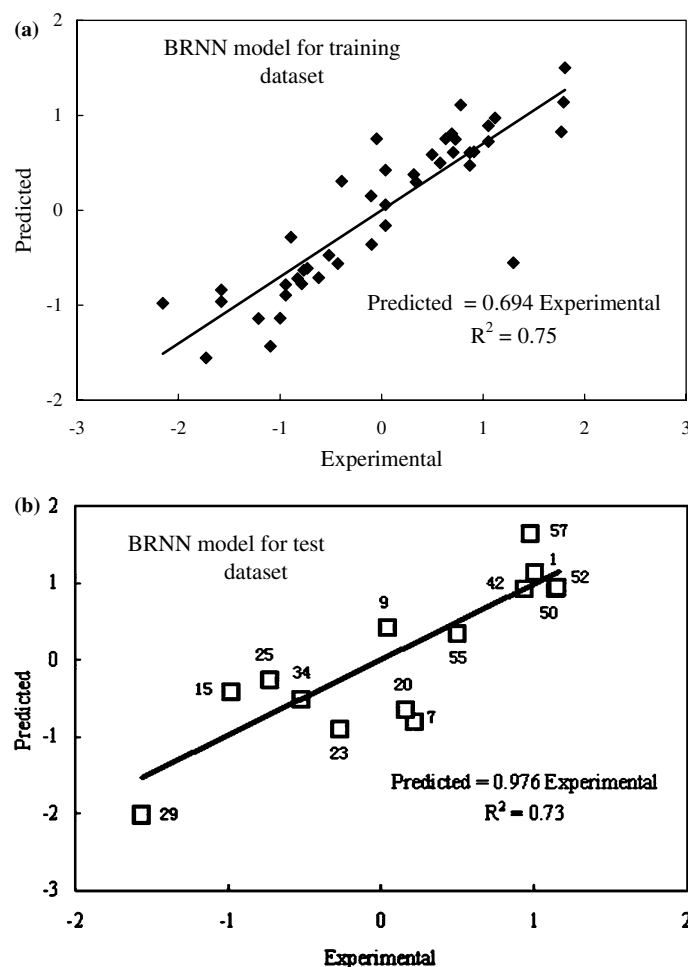 (a)
BRNN model for training
dataset
2
1
0
-1
-2
Predicted
Predicted = 0.694 Experimental
R² = 0.75
-3 -2 -1 0 1 2 3
Experimental
(b)
BRNN model for test
dataset
2
1
0
-1
-2
-3
Predicted
57
1
52
42
50
9
55
25
34
15
20
7
23
29
Predicted = 0.976 Experimental
R² = 0.73
-2 -1 0 1 2
Experimental